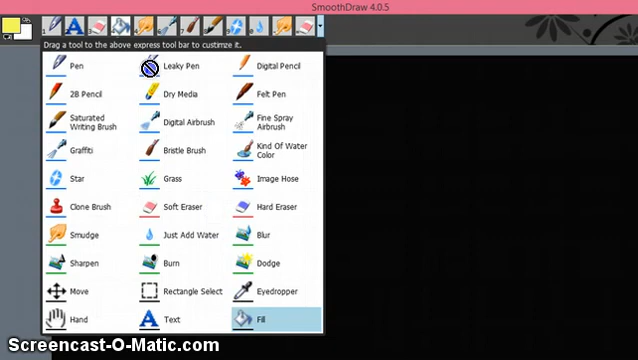 SmoothDraw 4.0.5
Drag a tool to the above express tool bar to custimze it.
Pen
Leaky Pen
Digital Pencil
2B Pencil
Dry Media
Felt Pen
Saturated
Writing Brush
Digital Airbrush
Fine Spray
Airbrush
Graffiti
Bristle Brush
Kind Of Water
Color
Star
Grass
Image Hose
Clone Brush
Soft Eraser
Hard Eraser
Smudge
Just Add Water
Blur
Sharpen
Burn
Dodge
Move
Rectangle Select
Eyedropper
Hand
Text
Fill
Screencast-O-Matic.com